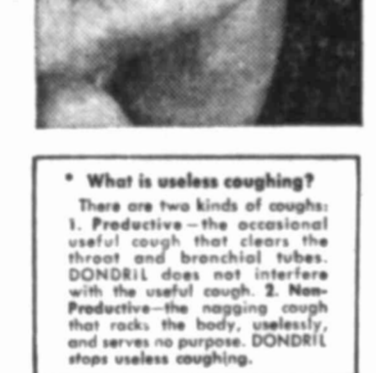 * What is useless coughing?
There are two kinds of coughs:
1. Productive—the occasional
useful cough that clears the
throat and bronchial tubes.
DONDRIL does not interfere
with the useful cough. 2. Non-
Productive—the nagging cough
that racks the body, uselessly,
and serves no purpose. DONDRIL
stops useless coughing.